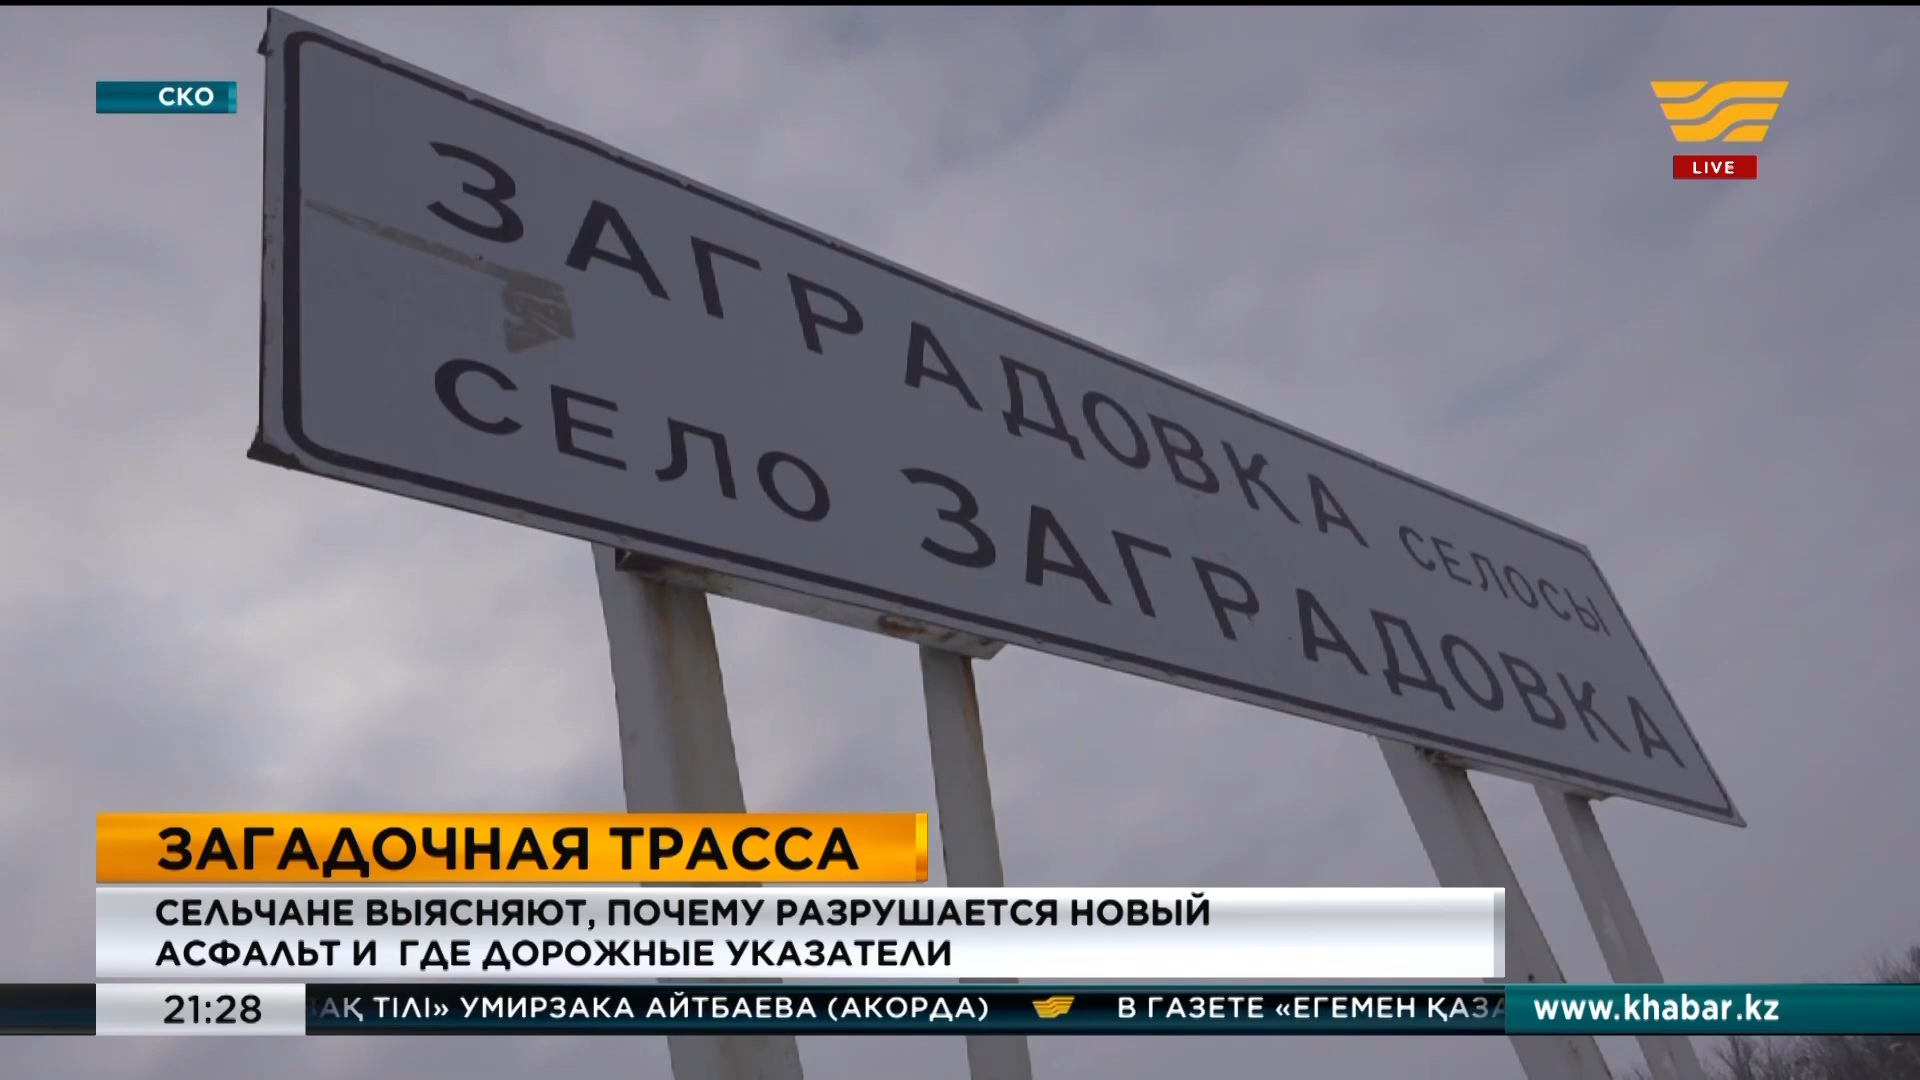 СКО
LIVE
ЗАГРАДОВКА СЕЛОСЫ
СЕЛО ЗАГРАДОВКА
ЗАГАДОЧНАЯ ТРАССА
СЕЛЬЧАНЕ ВЫЯСНЯЮТ, ПОЧЕМУ РАЗРУШАЕТСЯ НОВЫЙ
АСФАЛЬТ И ГДЕ ДОРОЖНЫЕ УКАЗАТЕЛИ
21:28
ТІЛІ» УМИРЗАКА АЙТБАЕВА (АКОРДА) В ГАЗЕТЕ «ЕГЕМЕН
www.khabar.kz